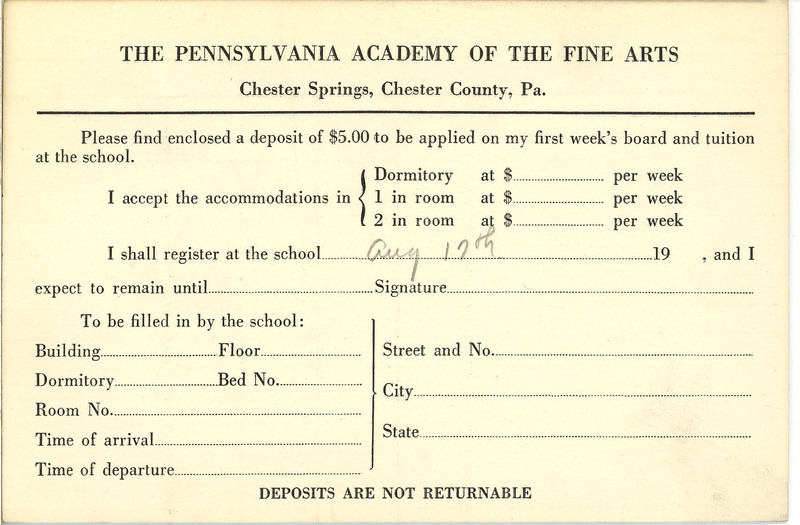 THE PENNSYLVANIA ACADEMY OF THE FINE ARTS
Chester Springs, Chester County, Pa.
Please find enclosed a deposit of $5.00 to be applied on my first week's board and tuition
at the school.
I accept the accommodations in
Dormitory at $ per week
1 in room at $ per week
2 in room at $ per week
I shall register at the school Aug 17th 19 , and I
expect to remain until Signature
To be filled in by the school:
Building Floor
Dormitory Bed No.
Room No.
Time of arrival
Time of departure
Street and No.
City
State
DEPOSITS ARE NOT RETURNABLE